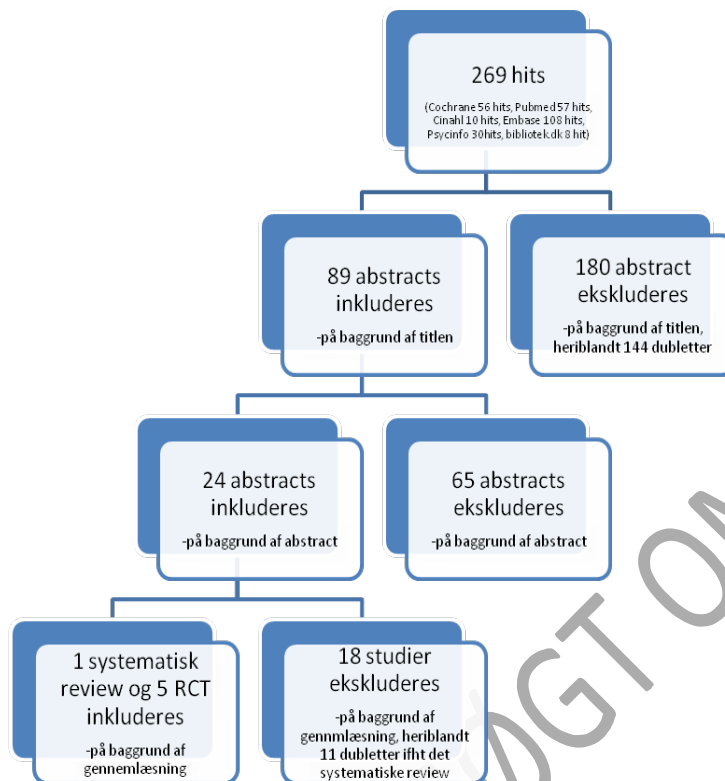 269 hits
(Cochrane 56 hits, Pubmed 57 hits,
Cinahl 10 hits, Embase 108 hits,
Psycinfo 30hits, bibliotek.dk 8 hit)
89 abstracts
inkluderes
-på baggrund af titlen
180 abstract
ekskluderes
-på baggrund af titlen,
heriblandt 144 dubletter
24 abstracts
inkluderes
-på baggrund af abstract
65 abstracts
ekskluderes
-på baggrund af abstract
1 systematisk
review og 5 RCT
inkluderes
-på baggrund af
gennemlæsning
18 studier
ekskluderes
-på baggrund af
gennmlæsning, heriblandt
11 dubletter ifht det
systematiske review